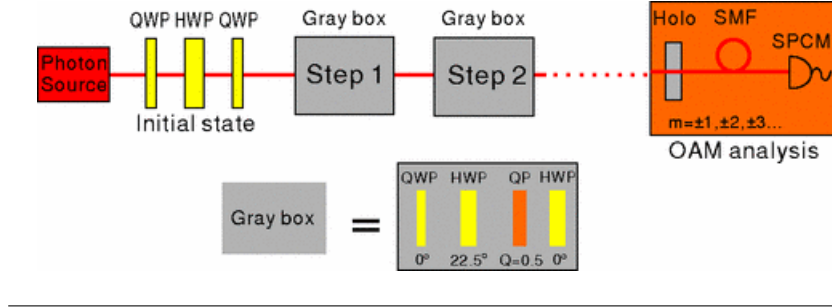 QWP HWP QWP
Gray box
Gray box
Holo SMF
SPCM
Photon
Source
Step 1
Step 2
Initial state
m=±1,±2,±3...
OAM analysis
Gray box
=
QWP HWP QP HWP
0° 22.5° Q=0.5 0°